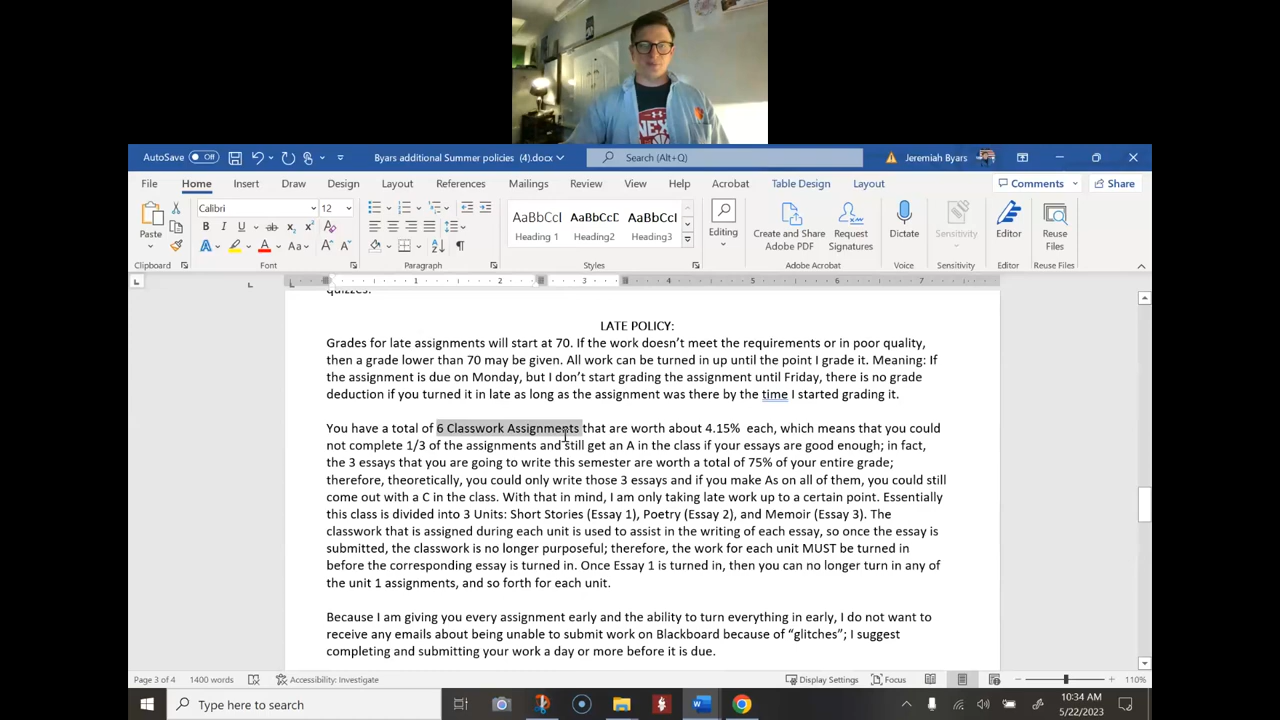 NEX
AutoSave Off
Byars additional Summer policies (4).docx
Search (Alt+Q)
Jeremiah Byars
File Home Insert Draw Design Layout References Mailings Review View Help Acrobat Table Design Layout Comments Share
Paste
Calibri 12
B I U ab x₂ x²
A A Aa A A
AaBbCcI AaBbCcD AaBbCcI
Heading 1 Heading2 Heading3
Editing
Create and Share Adobe PDF
Request Signatures
Dictate
Sensitivity
Editor
Reuse Files
Clipboard Font Paragraph Styles Adobe Acrobat Voice Sensitivity Editor Reuse Files
1 2 3 4 5 6 7
quizzes.
LATE POLICY:
Grades for late assignments will start at 70. If the work doesn’t meet the requirements or in poor quality,
then a grade lower than 70 may be given. All work can be turned in up until the point I grade it. Meaning: If
the assignment is due on Monday, but I don’t start grading the assignment until Friday, there is no grade
deduction if you turned it in late as long as the assignment was there by the time I started grading it.
You have a total of 6 Classwork Assignments that are worth about 4.15% each, which means that you could
not complete 1/3 of the assignments and still get an A in the class if your essays are good enough; in fact,
the 3 essays that you are going to write this semester are worth a total of 75% of your entire grade;
therefore, theoretically, you could only write those 3 essays and if you make As on all of them, you could still
come out with a C in the class. With that in mind, I am only taking late work up to a certain point. Essentially
this class is divided into 3 Units: Short Stories (Essay 1), Poetry (Essay 2), and Memoir (Essay 3). The
classwork that is assigned during each unit is used to assist in the writing of each essay, so once the essay is
submitted, the classwork is no longer purposeful; therefore, the work for each unit MUST be turned in
before the corresponding essay is turned in. Once Essay 1 is turned in, then you can no longer turn in any of
the unit 1 assignments, and so forth for each unit.
Because I am giving you every assignment early and the ability to turn everything in early, I do not want to
receive any emails about being unable to submit work on Blackboard because of “glitches”; I suggest
completing and submitting your work a day or more before it is due.
Page 3 of 4 1400 words Accessibility: Investigate Display Settings Focus 110%
Type here to search
10:34 AM
5/22/2023